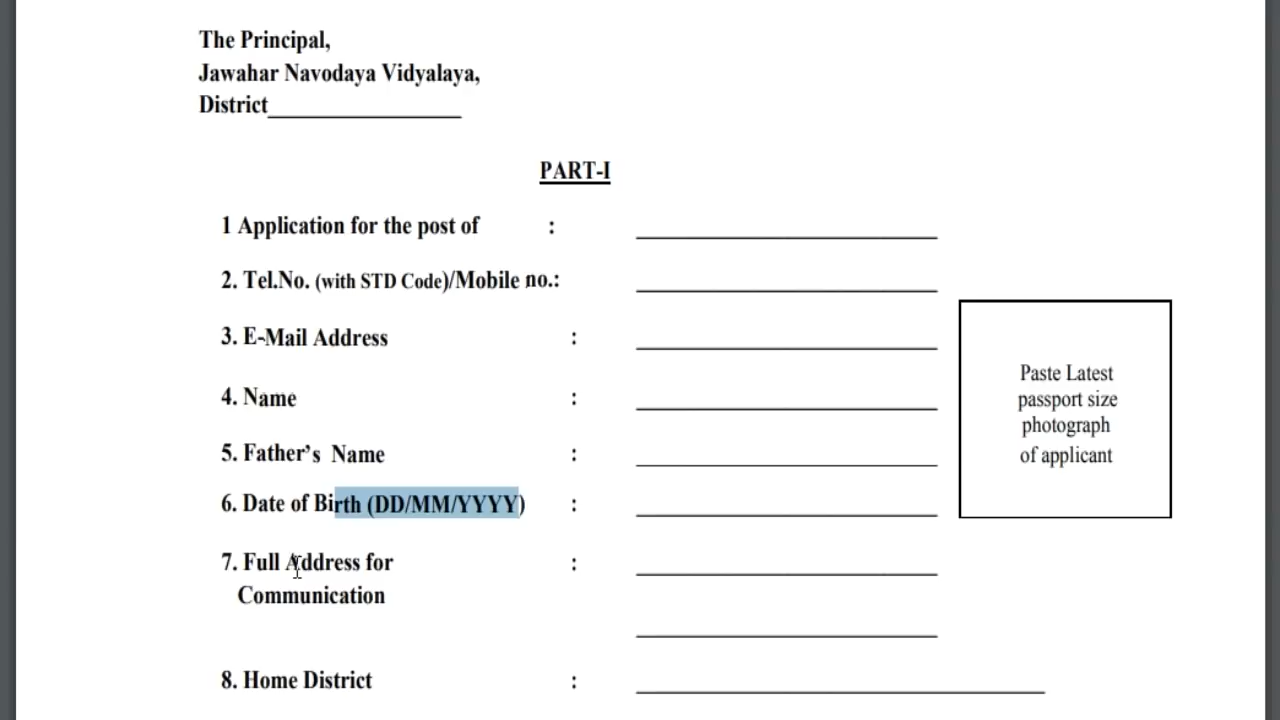 The Principal,
Jawahar Navodaya Vidyalaya,
District_________________
PART-I
1 Application for the post of :
2. Tel.No. (with STD Code)/Mobile no.:
3. E-Mail Address :
4. Name :
5. Father's Name :
6. Date of Birth (DD/MM/YYYY) :
7. Full Address for :
Communication
8. Home District :
Paste Latest
passport size
photograph
of applicant